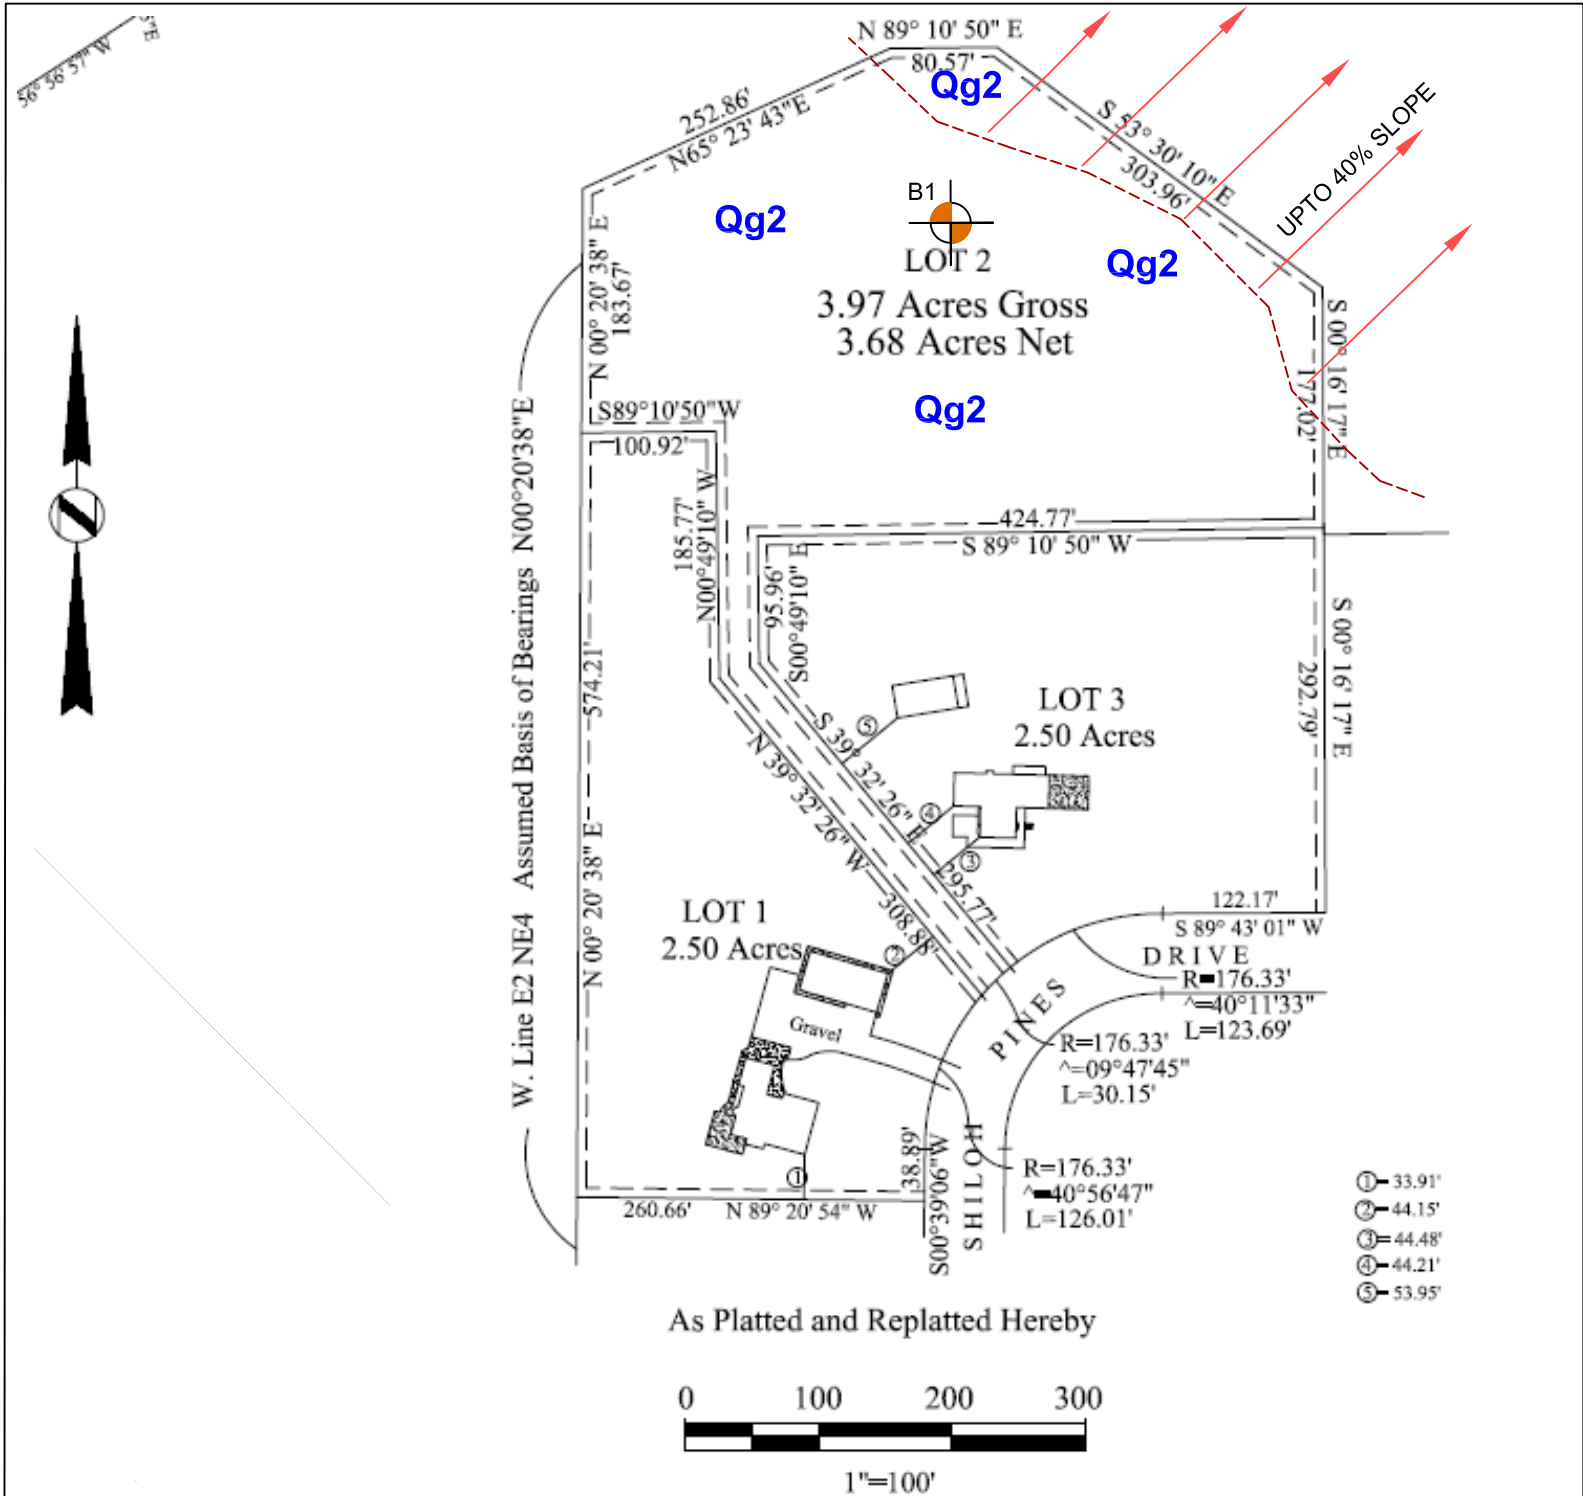 56° 56' 57" W
5"E
N 89° 10' 50" E
80.57'
Qg2
252.86'
N65° 23' 43"E
S 53° 30' 10" E
303.96'
UPTO 40% SLOPE
B1
Qg2
Qg2
LOT 2
3.97 Acres Gross
3.68 Acres Net
N 00° 20' 38" E
183.67'
S 00° 16' 17" E
177.02'
Qg2
S89°10'50"W
100.92'
W. Line E2 NE4 Assumed Basis of Bearings N00°20'38"E
185.77'
N00°49'10" W
424.77'
S 89° 10' 50" W
95.96'
S00°49'10" E
574.21'
N 00° 20' 38" E
S 00° 16' 17" E
292.79'
LOT 3
2.50 Acres
5
S 39° 32' 26" E
295.77'
N 39° 32' 26" W
308.88'
4
3
122.17'
S 89° 43' 01" W
LOT 1
2.50 Acres
2
DRIVE
R=176.33'
^=40°11'33"
L=123.69'
PINES
Gravel
R=176.33'
^=09°47'45"
L=30.15'
SHILOH
38.89'
S00°39'06"W
R=176.33'
^=40°56'47"
L=126.01'
1
260.66'
N 89° 20' 54" W
1= 33.91'
2= 44.15'
3= 44.48'
4= 44.21'
5= 53.95'
As Platted and Replatted Hereby
0 100 200 300
1"=100'